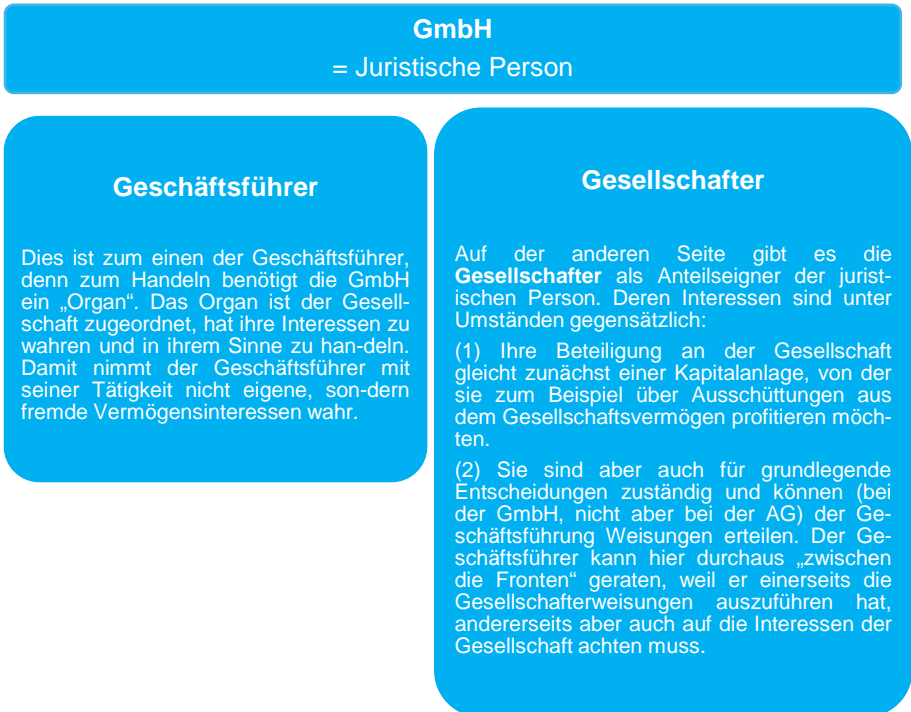 GmbH
= Juristische Person
Geschäftsführer
Dies ist zum einen der Geschäftsführer,
denn zum Handeln benötigt die GmbH
ein „Organ“. Das Organ ist der Gesell-
schaft zugeordnet, hat ihre Interessen zu
wahren und in ihrem Sinne zu han-deln.
Damit nimmt der Geschäftsführer mit
seiner Tätigkeit nicht eigene, son-dern
fremde Vermögensinteressen wahr.
Gesellschafter
Auf der anderen Seite gibt es die
Gesellschafter als Anteilseigner der jurist-
ischen Person. Deren Interessen sind unter
Umständen gegensätzlich:
(1) Ihre Beteiligung an der Gesellschaft
gleicht zunächst einer Kapitalanlage, von der
sie zum Beispiel über Ausschüttungen aus
dem Gesellschaftsvermögen profitieren möch-
ten.
(2) Sie sind aber auch für grundlegende
Entscheidungen zuständig und können (bei
der GmbH, nicht aber bei der AG) der Ge-
schäftsführung Weisungen erteilen. Der Ge-
schäftsführer kann hier durchaus „zwischen
die Fronten“ geraten, weil er einerseits die
Gesellschafterweisungen auszuführen hat,
andererseits aber auch auf die Interessen der
Gesellschaft achten muss.